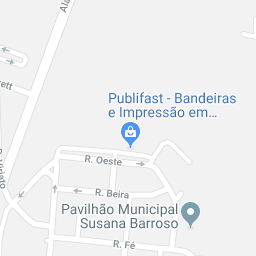 Publifast - Bandeiras
e Impressão em...
R. Oeste
R. Beira
Pavilhão Municipal
Susana Barroso
R. Fé